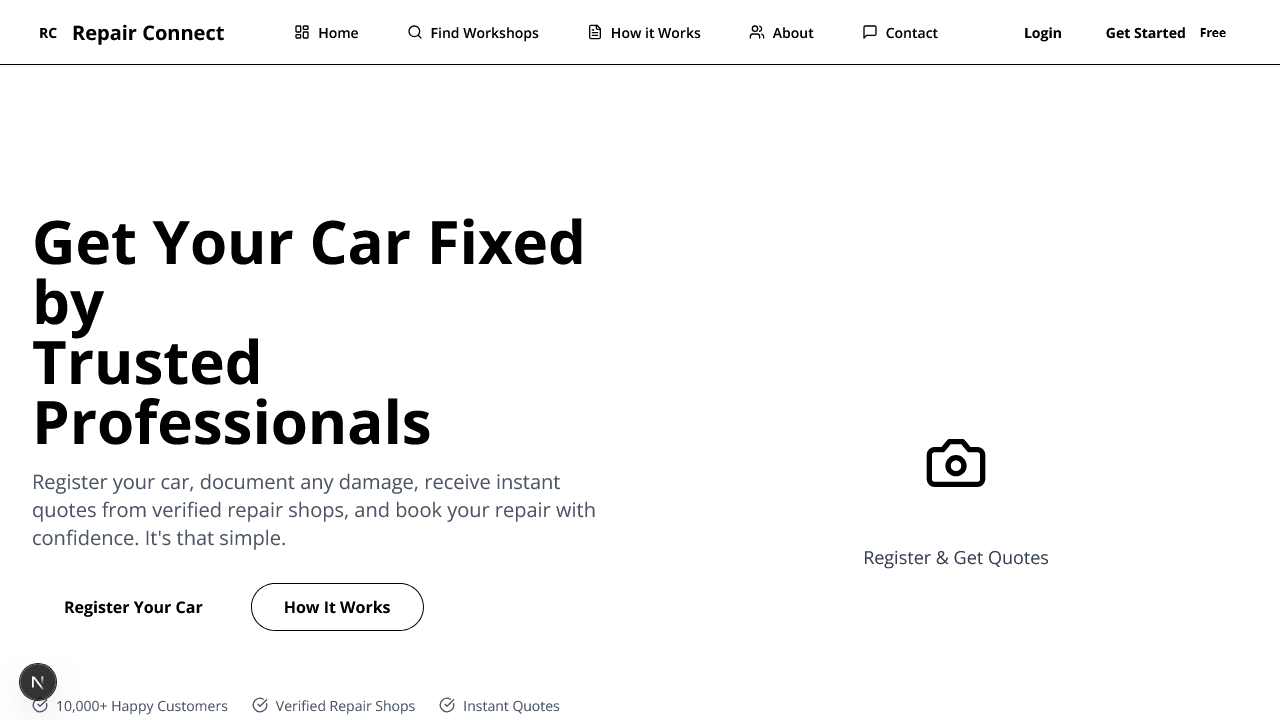 RC Repair Connect Home Find Workshops How it Works About Contact Login Get Started Free
Get Your Car Fixed
by
Trusted
Professionals
Register your car, document any damage, receive instant
quotes from verified repair shops, and book your repair with
confidence. It's that simple.
Register Your Car How It Works
10,000+ Happy Customers Verified Repair Shops Instant Quotes
Register & Get Quotes
N